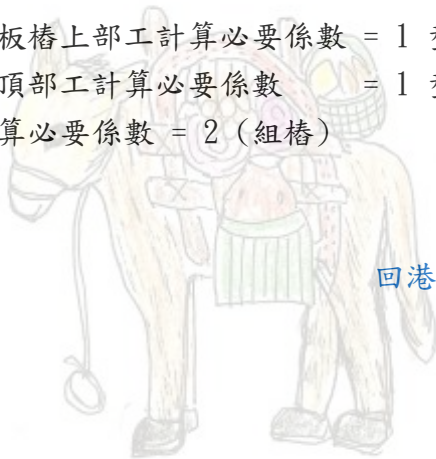 板樁上部工計算必要係數 = 1
頂部工計算必要係數 = 1
算必要係數 = 2 (組樁)
回港